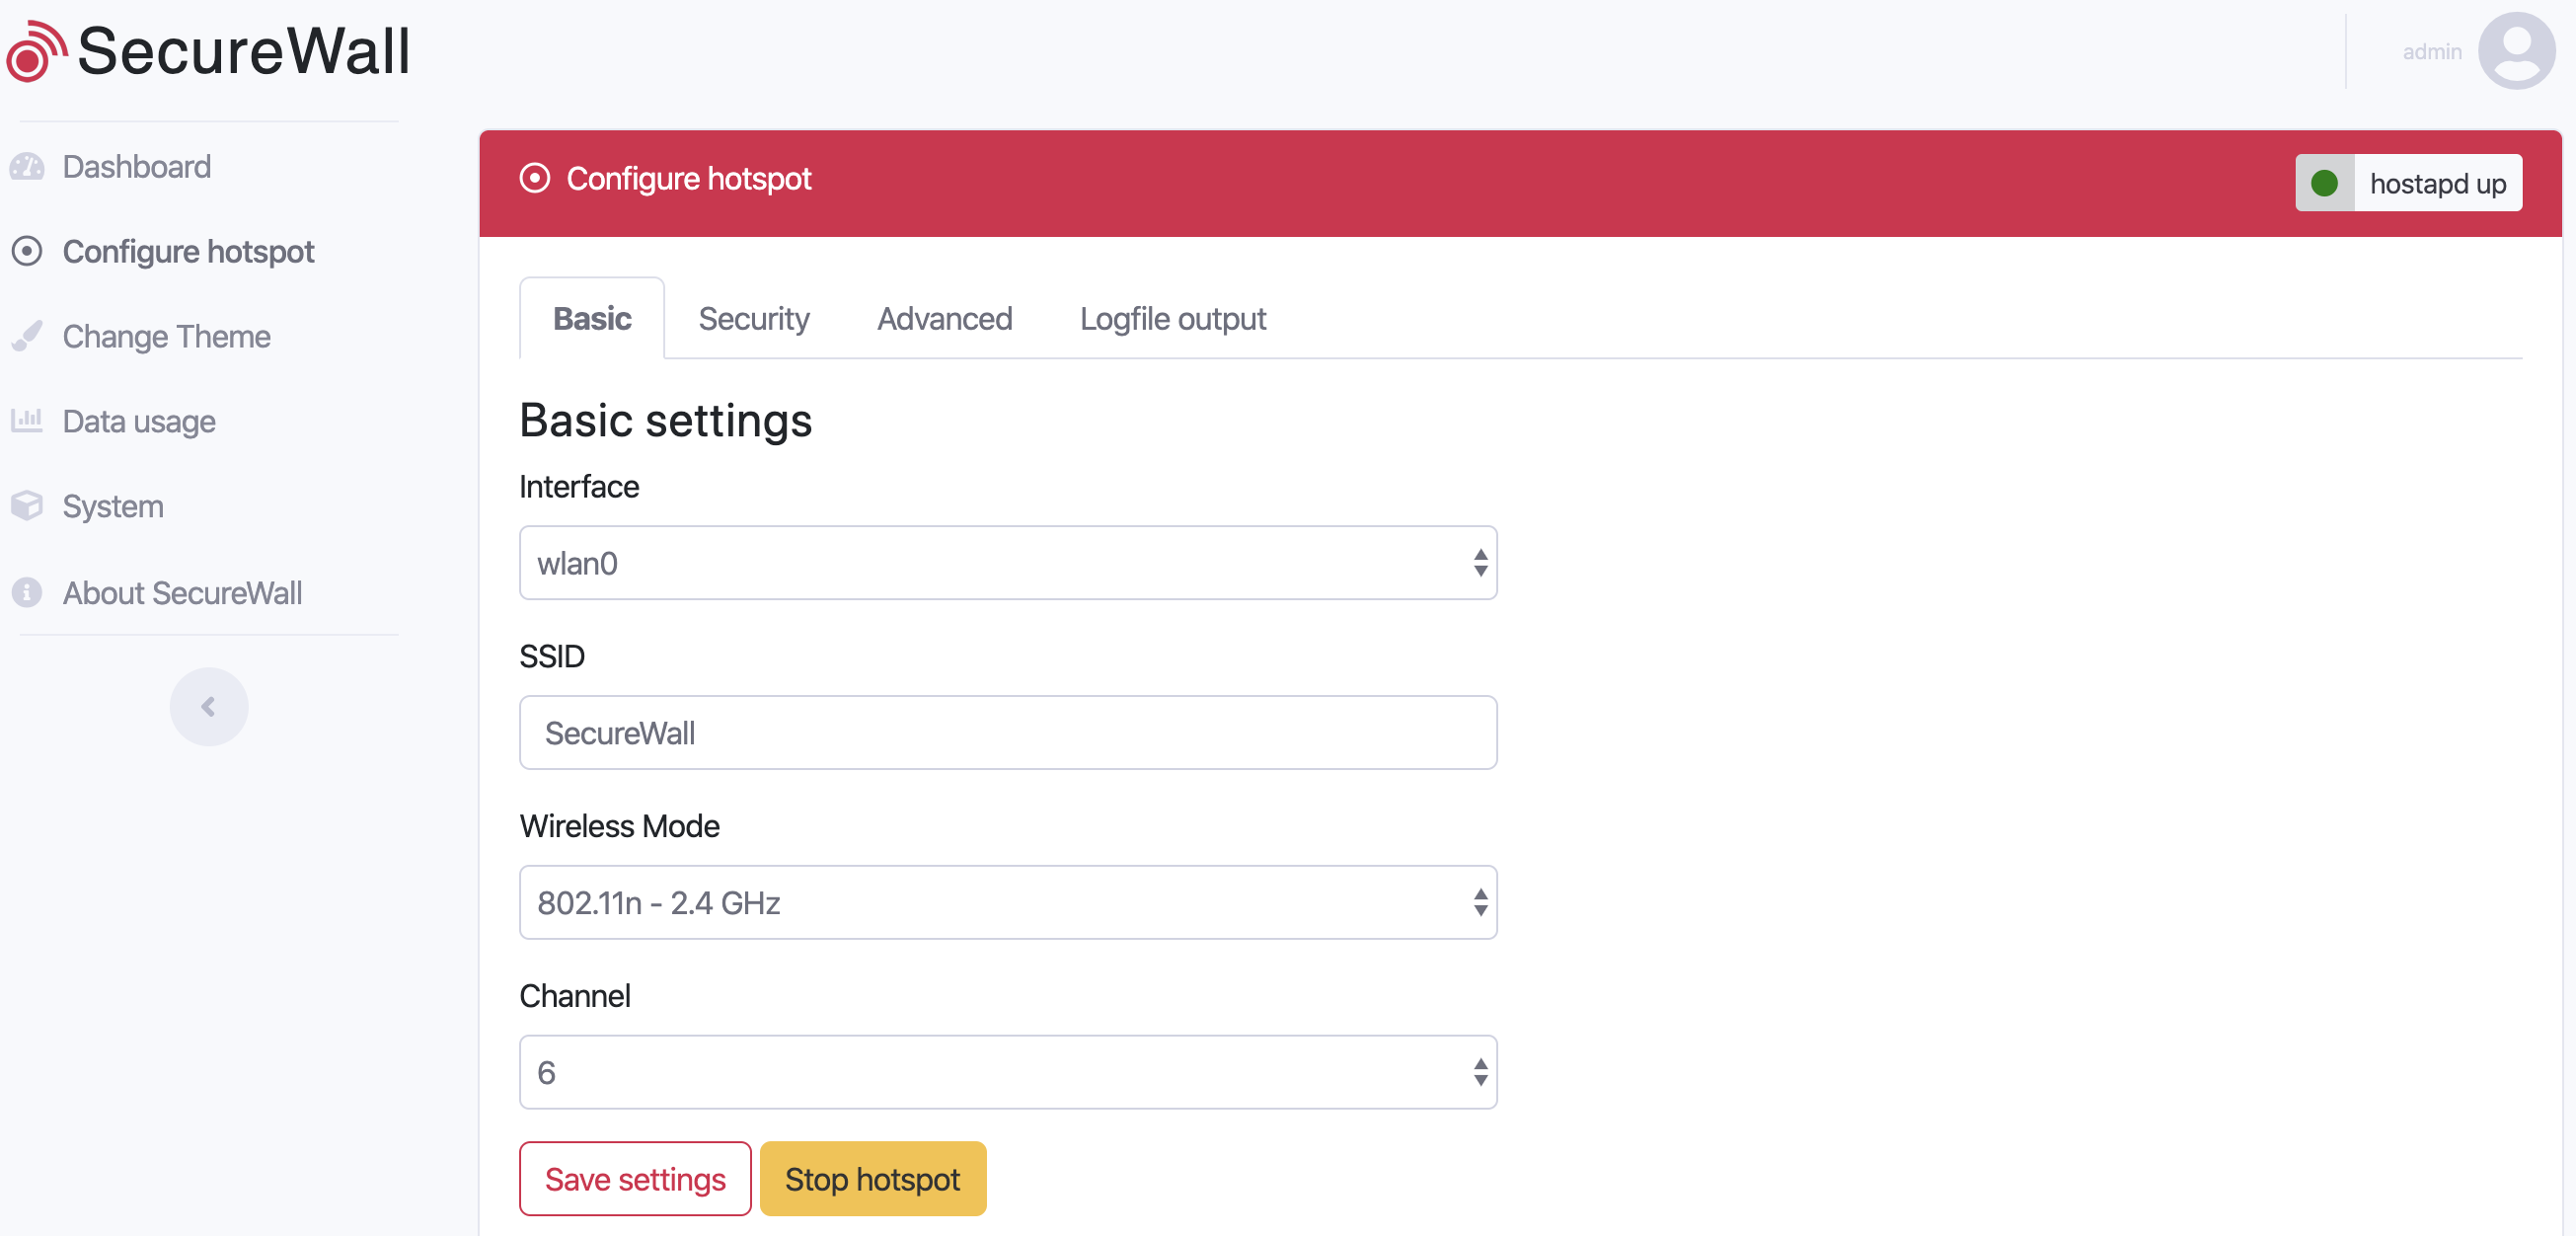 SecureWall
admin
Dashboard
Configure hotspot
Change Theme
Data usage
System
About SecureWall
Configure hotspot
hostapd up
Basic
Security
Advanced
Logfile output
Basic settings
Interface
wlan0
SSID
SecureWall
Wireless Mode
802.11n - 2.4 GHz
Channel
6
Save settings
Stop hotspot